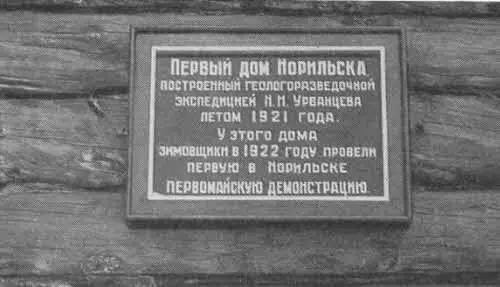 Первый дом Норильска,
построенный геологоразведочной
экспедицией Н. Н. Урванцева
летом 1921 года.
У этого дома
зимовщики в 1922 году провели
первую в Норильске
первомайскую демонстрацию.